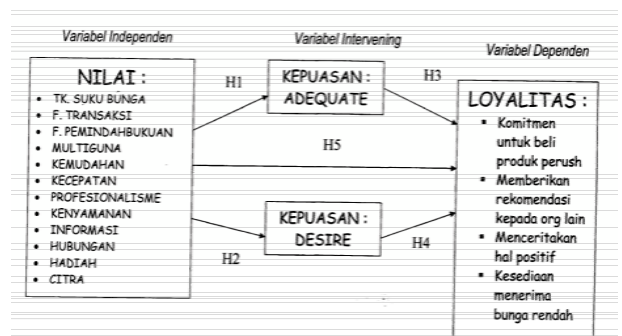 Variabel Independen
Variabel Intervening
Variabel Dependen
NILAI :
• TK. SUKU BUNGA
• F. TRANSAKSI
• F. PEMINDAHBUKUAN
• MULTIGUNA
• KEMUDAHAN
• KECEPATAN
• PROFESIONALISME
• KENYAMANAN
• INFORMASI
• HUBUNGAN
• HADIAH
• CITRA
H1
KEPUASAN :
ADEQUATE
H3
H5
H2
KEPUASAN :
DESIRE
H4
LOYALITAS :
▪ Komitmen
untuk beli
produk perush
▪ Memberikan
rekomendasi
kepada org lain
▪ Menceritakan
hal positif
▪ Kesediaan
menerima
bunga rendah